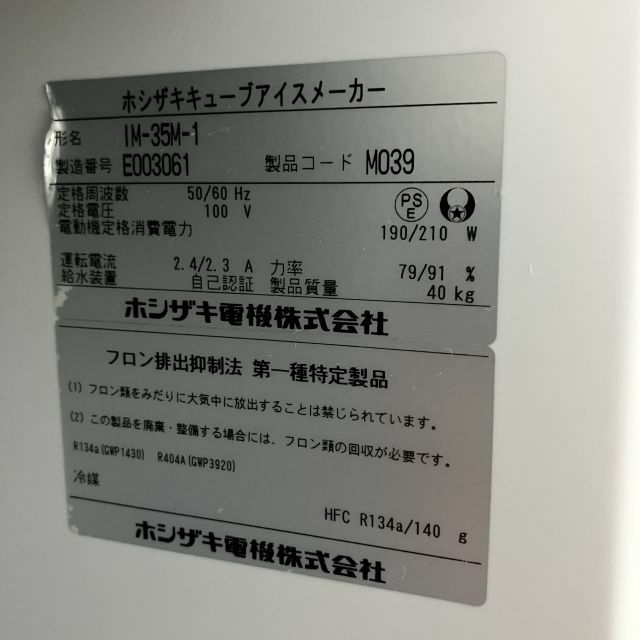 ホシザキキューブアイスメーカー
形名 IM-35M-1
製造番号 E003061 製品コード M039
定格周波数 50/60 Hz
定格電圧 100 V
PS
E
電動機定格消費電力 190/210 W
運転電流 2.4/2.3 A 力率 79/91 %
給水装置 自己認証 製品質量 40 kg
ホシザキ電機株式会社
フロン排出抑制法 第一種特定製品
(1) フロン類をみだりに大気中に放出することは禁じられています。
(2) この製品を廃棄・整備する場合には、フロン類の回収が必要です。
R134a(GWP1430) R404A(GWP3920)
冷媒
HFC R134a/140 g
ホシザキ電機株式会社